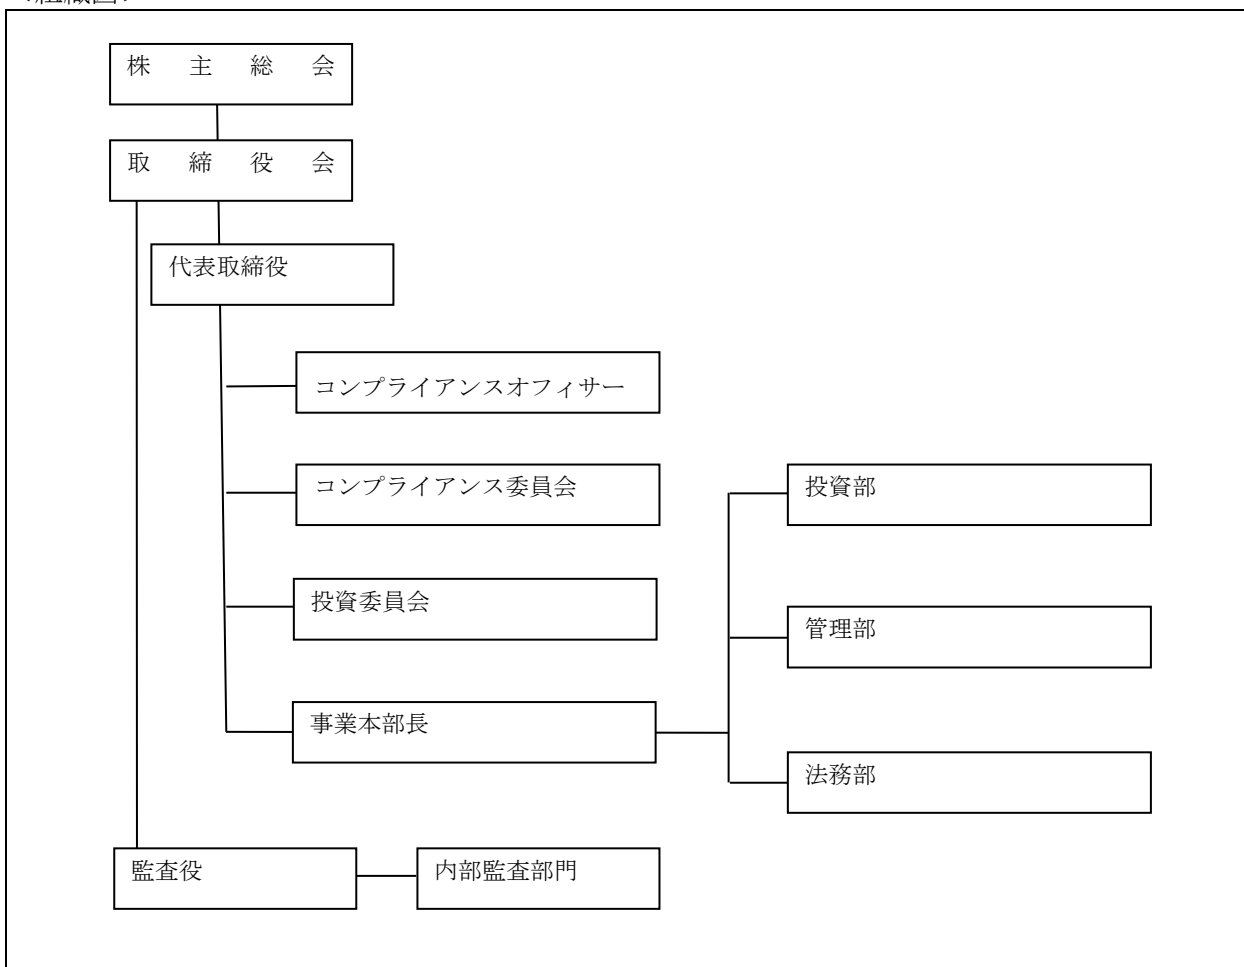 株主総会
取締役会
代表取締役
コンプライアンスオフィサー
コンプライアンス委員会
投資部
投資委員会
管理部
事業本部長
法務部
監査役
内部監査部門